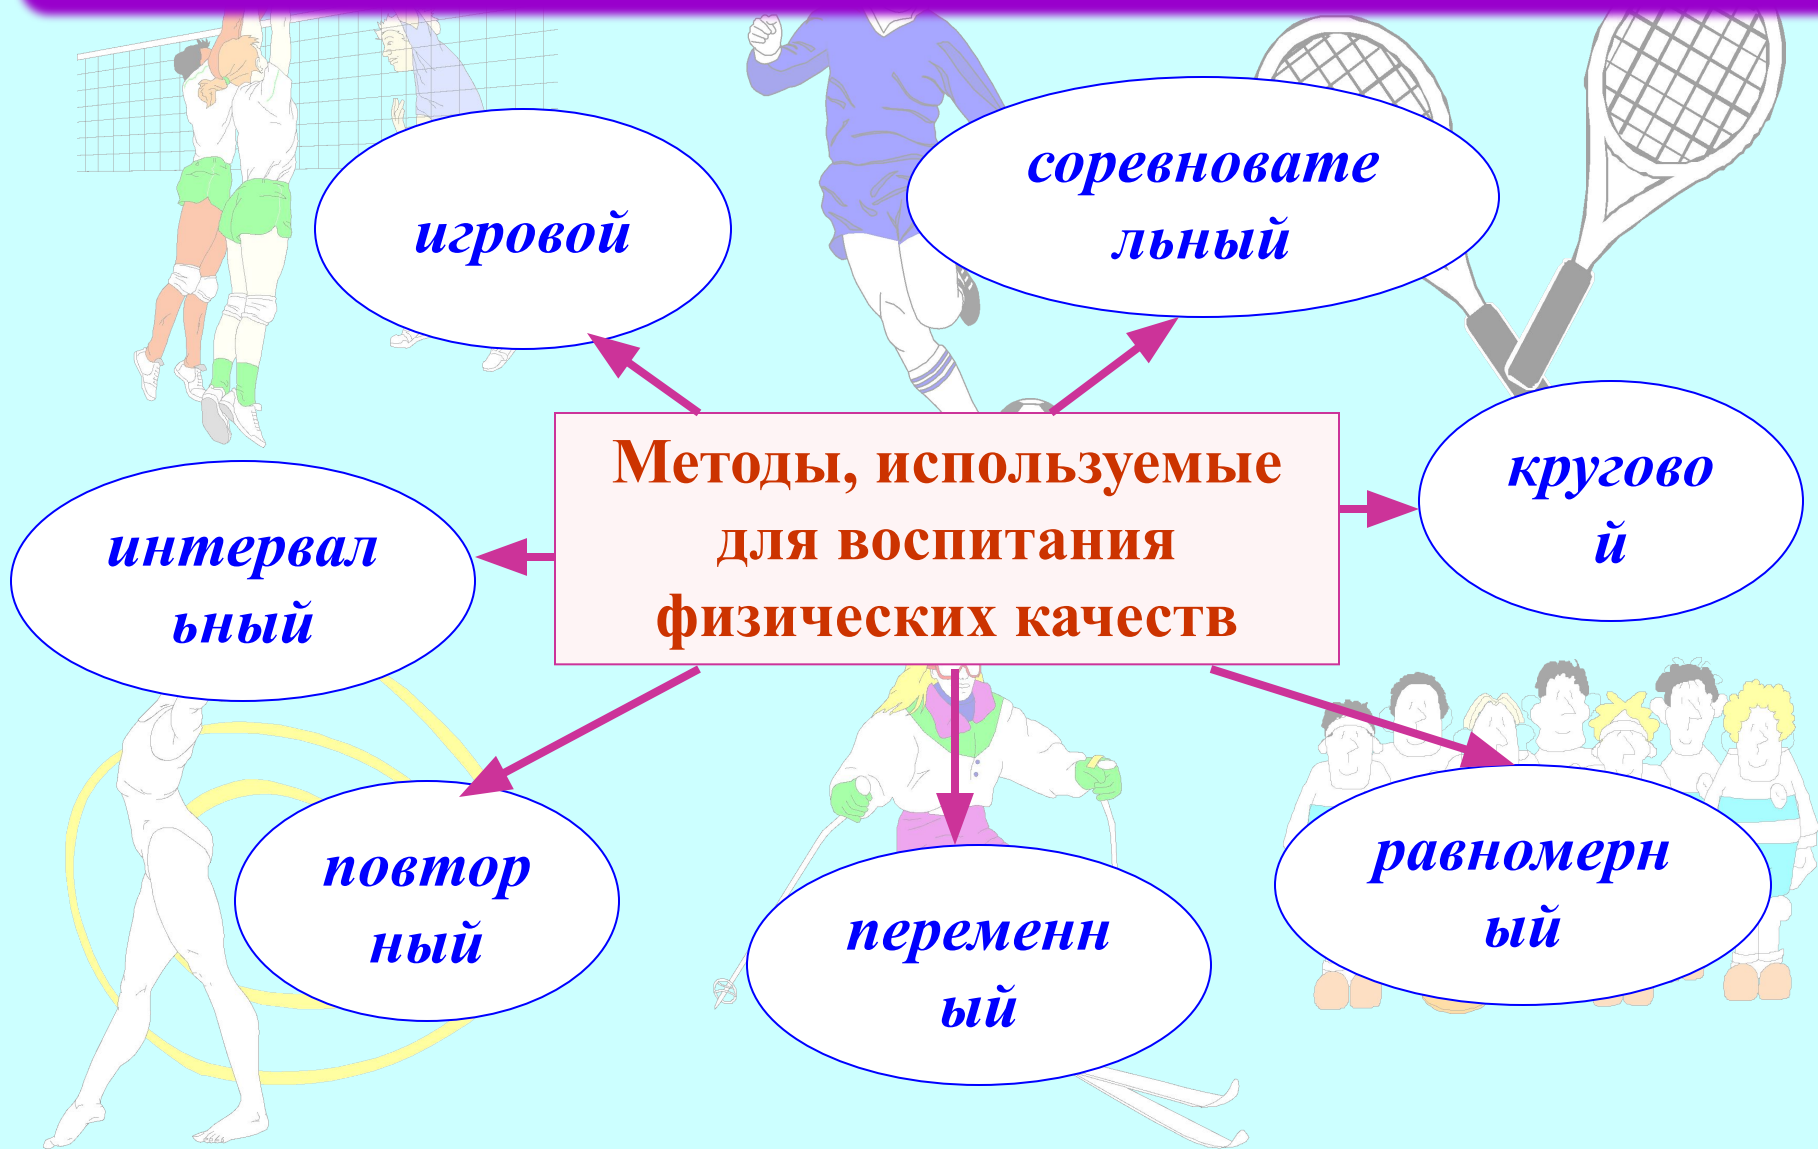 игровой
соревновате
льный
Методы, используемые
для воспитания
физических качеств
кругово
й
интервал
ьный
повтор
ный
переменн
ый
равномерн
ый